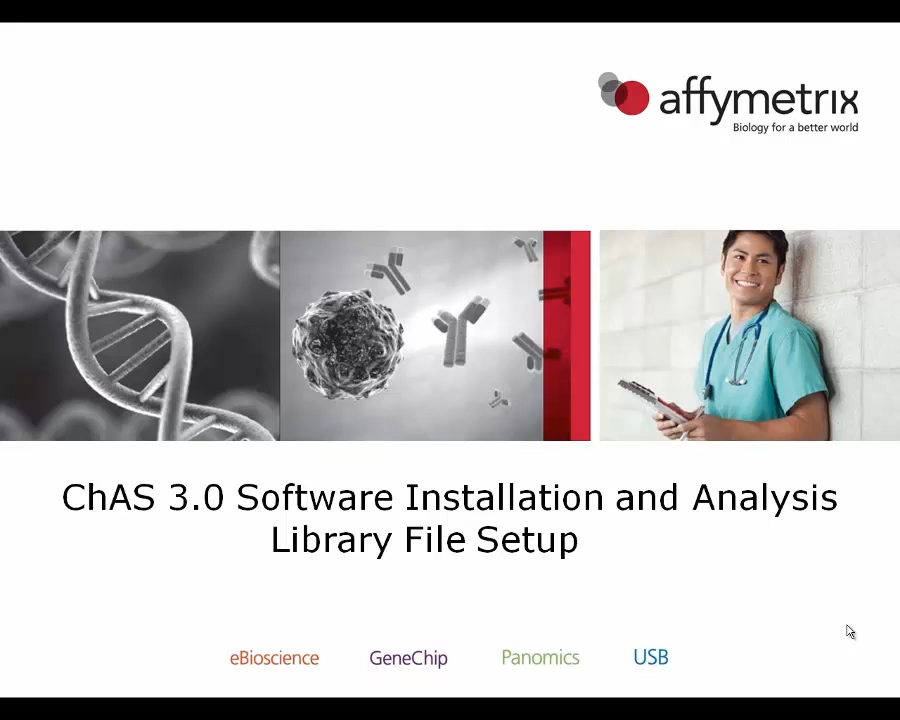 affymetrix
Biology for a better world
ChAS 3.0 Software Installation and Analysis
Library File Setup
eBioscience GeneChip Panomics USB